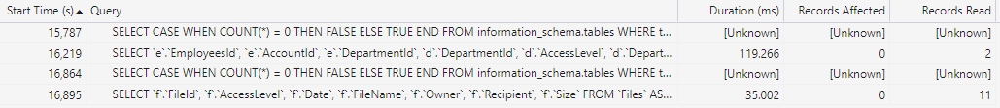 Start Time (s) Query Duration (ms) Records Affected Records Read
15,787 SELECT CASE WHEN COUNT(*) = 0 THEN FALSE ELSE TRUE END FROM information_schema.tables WHERE t... [Unknown] [Unknown] [Unknown]
16,219 SELECT `e`.`EmployeesId`, `e`.`AccountId`, `e`.`DepartmentId`, `d`.`DepartmentId`, `d`.`AccessLevel`, `d`.`Depart... 119.266 0 2
16,864 SELECT CASE WHEN COUNT(*) = 0 THEN FALSE ELSE TRUE END FROM information_schema.tables WHERE t... [Unknown] [Unknown] [Unknown]
16,895 SELECT `f`.`FileId`, `f`.`AccessLevel`, `f`.`Date`, `f`.`FileName`, `f`.`Owner`, `f`.`Recipient`, `f`.`Size` FROM `Files` AS... 35.002 0 11